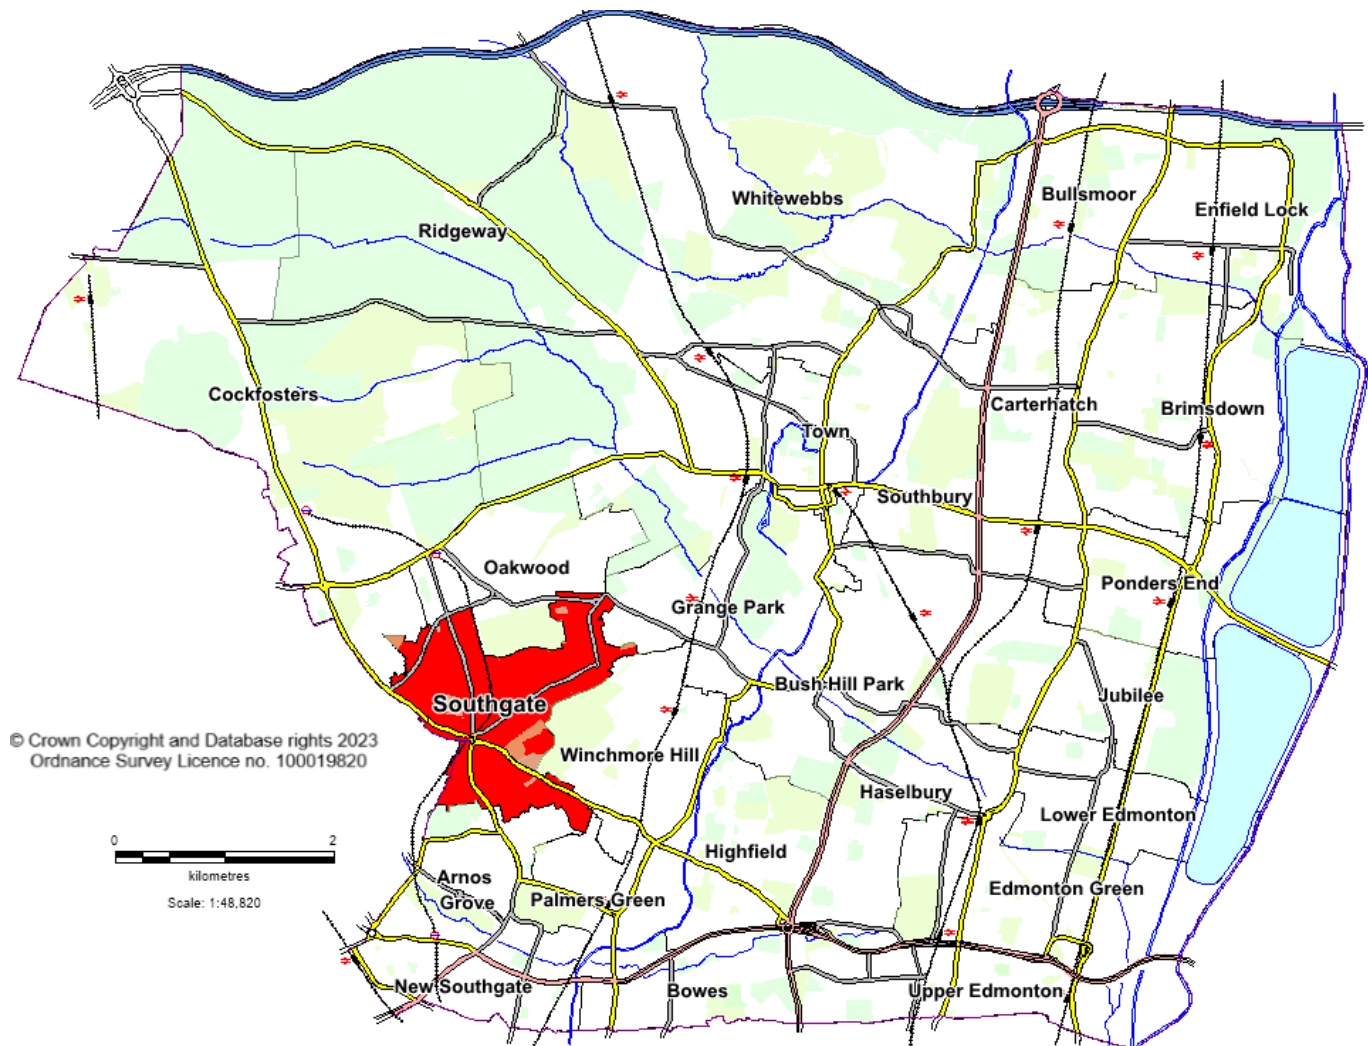 Whitewebbs
Bullsmoor
Enfield Lock
Ridgeway
Cockfosters
Carterhatch
Brimsdown
Town
Southbury
Oakwood
Ponders End
Grange Park
Bush Hill Park
Jubilee
Southgate
© Crown Copyright and Database rights 2023
Ordnance Survey Licence no. 100019820
Winchmore Hill
Haselbury
Lower Edmonton
0 2
kilometres
Scale: 1:48,820
Highfield
Arnos
Grove
Palmers Green
Edmonton Green
New Southgate
Bowes
Upper Edmonton